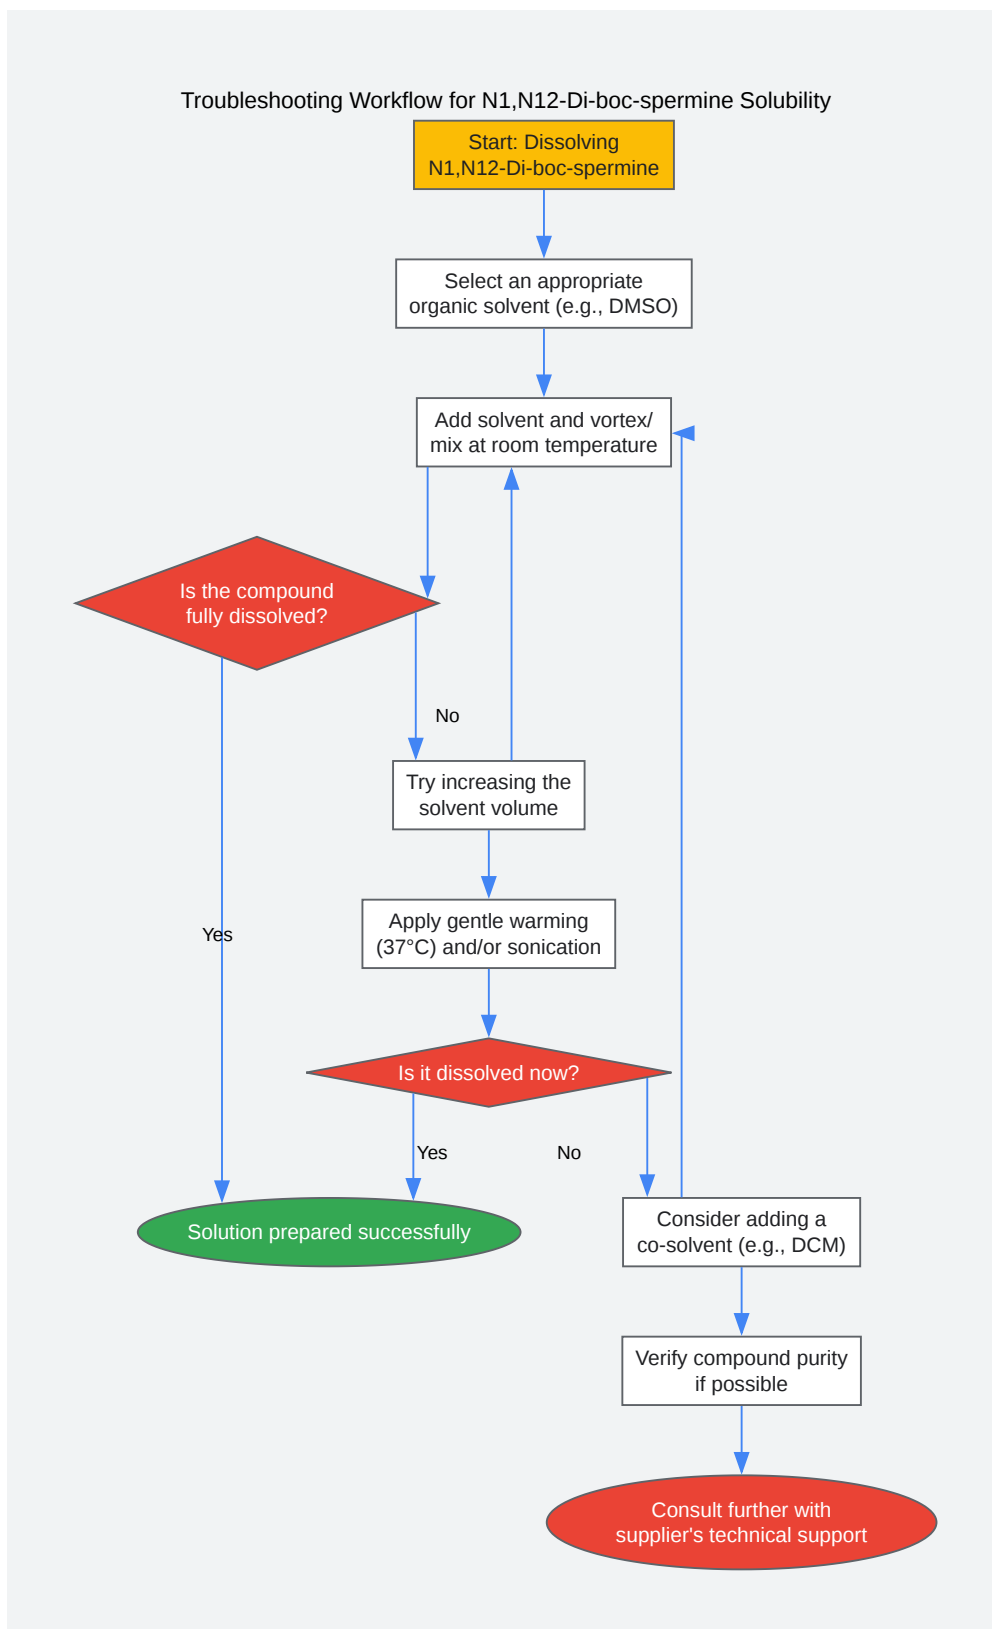 Troubleshooting Workflow for N1,N12-Di-boc-spermine Solubility
Start: Dissolving
N1,N12-Di-boc-spermine
Select an appropriate
organic solvent (e.g., DMSO)
Add solvent and vortex/
mix at room temperature
Is the compound
fully dissolved?
No
Try increasing the
solvent volume
Yes
Apply gentle warming
(37°C) and/or sonication
Is it dissolved now?
Yes
No
Solution prepared successfully
Consider adding a
co-solvent (e.g., DCM)
Verify compound purity
if possible
Consult further with
supplier's technical support